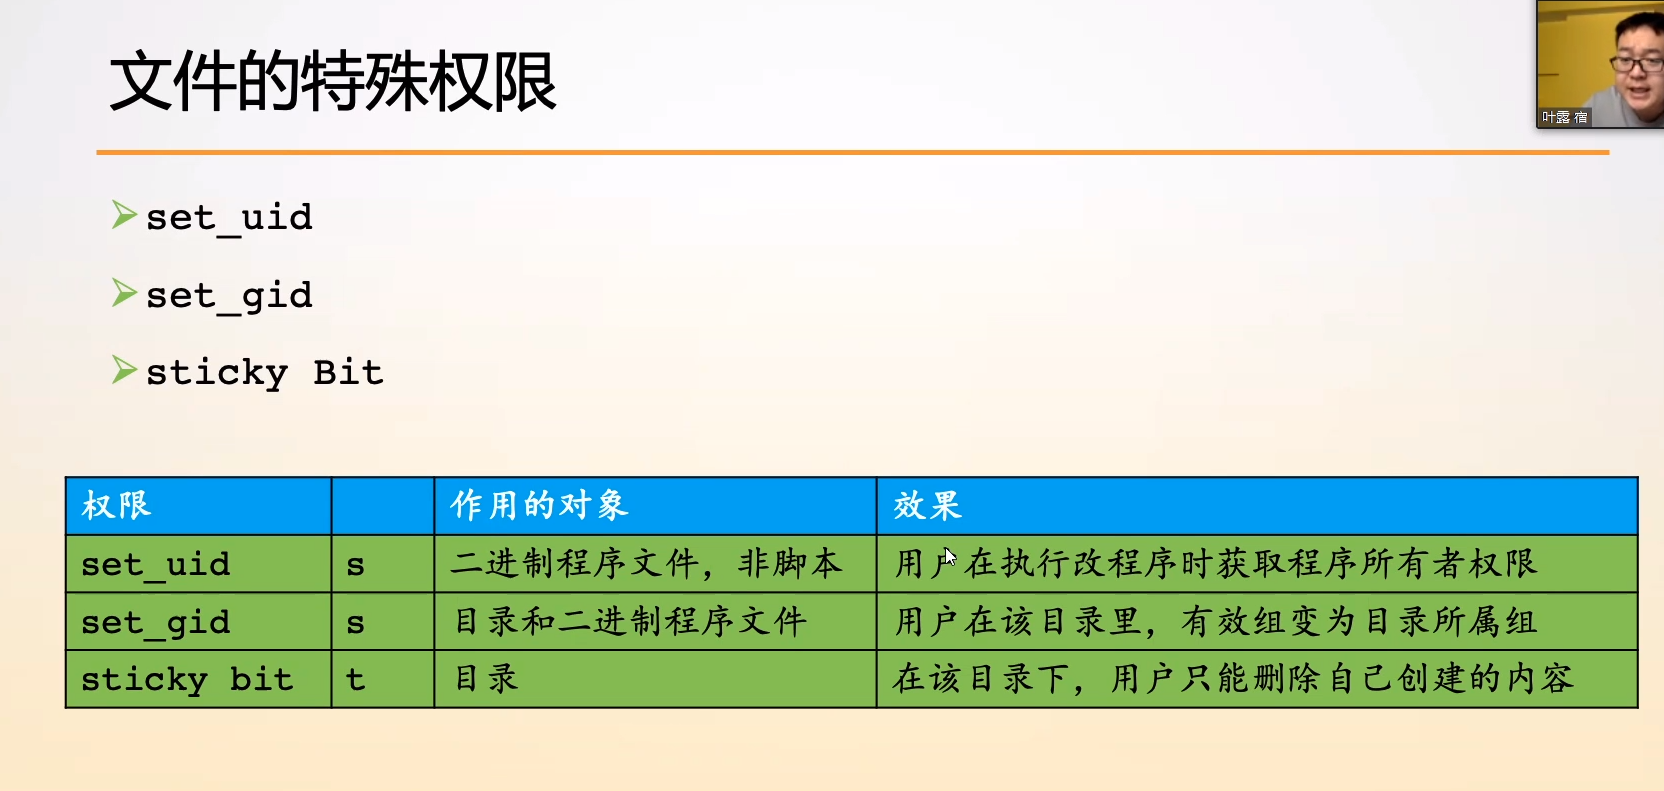 文件的特殊权限
叶露 宿
set_uid
set_gid
sticky Bit
权限 作用的对象 效果
set_uid s 二进制程序文件，非脚本 用户在执行改程序时获取程序所有者权限
set_gid s 目录和二进制程序文件 用户在该目录里，有效组变为目录所属组
sticky bit t 目录 在该目录下，用户只能删除自己创建的内容